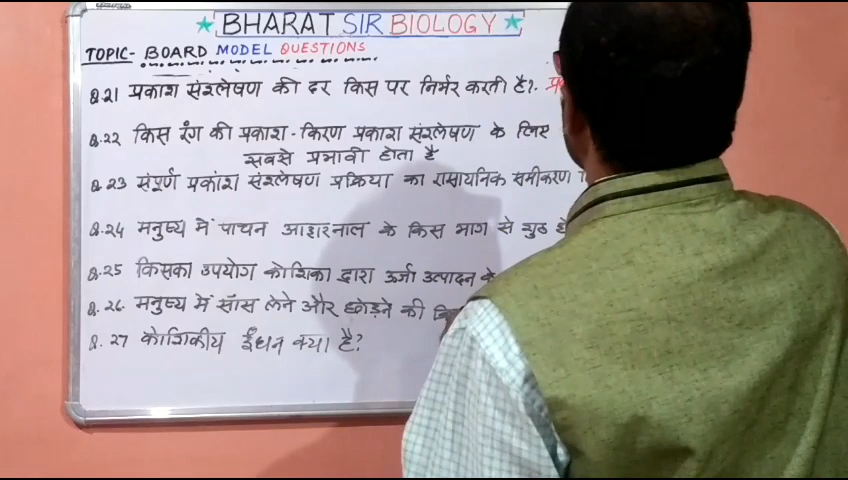 BHARAT SIR BIOLOGY
TOPIC- BOARD MODEL QUESTIONS
Q.21 प्रकाश संश्लेषण की दर किस पर निर्भर करती है?.
Q.22 किस रंग की प्रकाश-किरण प्रकाश संश्लेषण के लिए
सबसे प्रभावी होता है
Q.23 संपूर्ण प्रकाश संश्लेषण प्रक्रिया का रासायनिक समीकरण
Q.24 मनुष्य में पाचन आहारनाल के किस भाग से शुरु
Q.25 किसका उपयोग कोशिका द्वारा ऊर्जा उत्पादन के
Q.26. मनुष्य में साँस लेने और छोड़ने की
Q.27 कोशिकीय ईंधन क्या है?